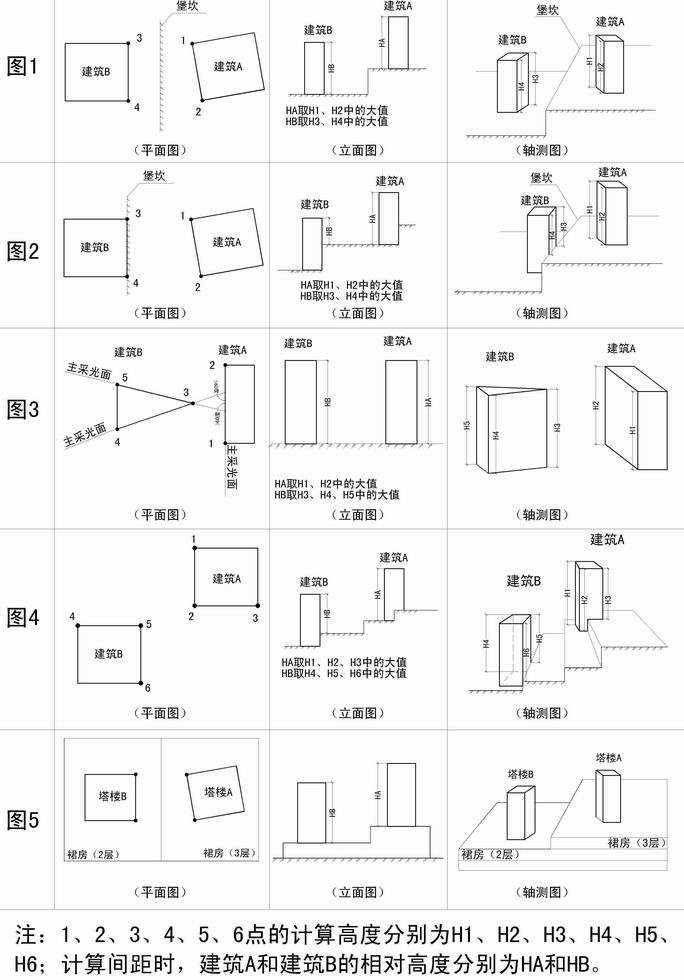 图1
堡坎
3
1
建筑B
建筑A
4
2
（平面图）
建筑A
建筑B
HA
HB
HA取H1、H2中的大值
HB取H3、H4中的大值
（立面图）
堡坎
建筑A
建筑B
H1
H2
H3
H4
（轴测图）
图2
堡坎
3
1
建筑B
建筑A
4
2
（平面图）
建筑A
建筑B
HA
HB
HA取H1、H2中的大值
HB取H3、H4中的大值
（立面图）
堡坎
建筑A
建筑B
H1
H2
H3
H4
（轴测图）
图3
建筑B
建筑A
主采光面
5
2
3
主采光面
4
1
主采光面
（平面图）
建筑B
建筑A
HB
HA
HA取H1、H2中的大值
HB取H3、H4、H5中的大值
（立面图）
建筑B
建筑A
H5
H4
H3
H2
H1
（轴测图）
图4
1
建筑A
2
3
4
5
建筑B
6
（平面图）
建筑A
建筑B
HA
HB
HA取H1、H2、H3中的大值
HB取H4、H5、H6中的大值
（立面图）
建筑A
建筑B
H1
H2
H3
H4
H5
H6
（轴测图）
图5
塔楼B
塔楼A
裙房（2层）
裙房（3层）
（平面图）
HB
HA
（立面图）
塔楼A
塔楼B
裙房（3层）
裙房（2层）
（轴测图）
注：1、2、3、4、5、6点的计算高度分别为H1、H2、H3、H4、H5、
H6；计算间距时，建筑A和建筑B的相对高度分别为HA和HB。